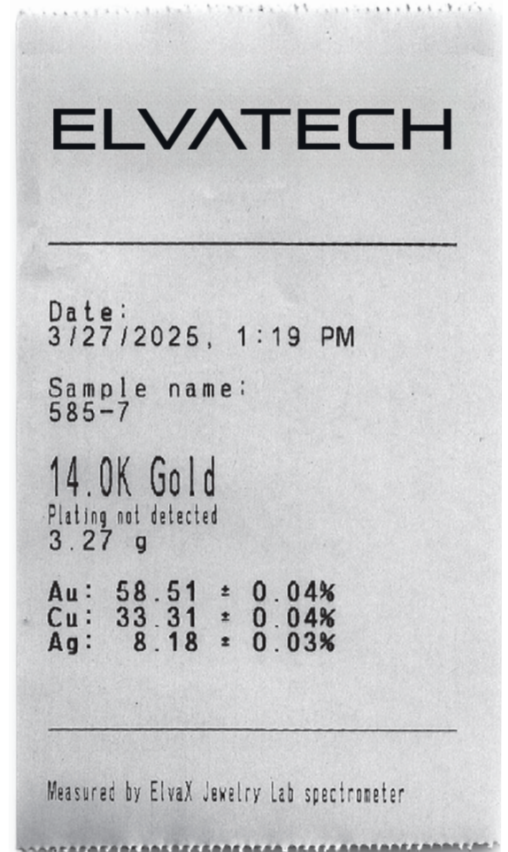 ELVATECH
Date:
3/27/2025, 1:19 PM
Sample name:
585-7
14.0K Gold
Plating not detected
3.27 g
Au: 58.51 ± 0.04%
Cu: 33.31 ± 0.04%
Ag: 8.18 ± 0.03%
Measured by ElvaX Jewelry Lab spectrometer